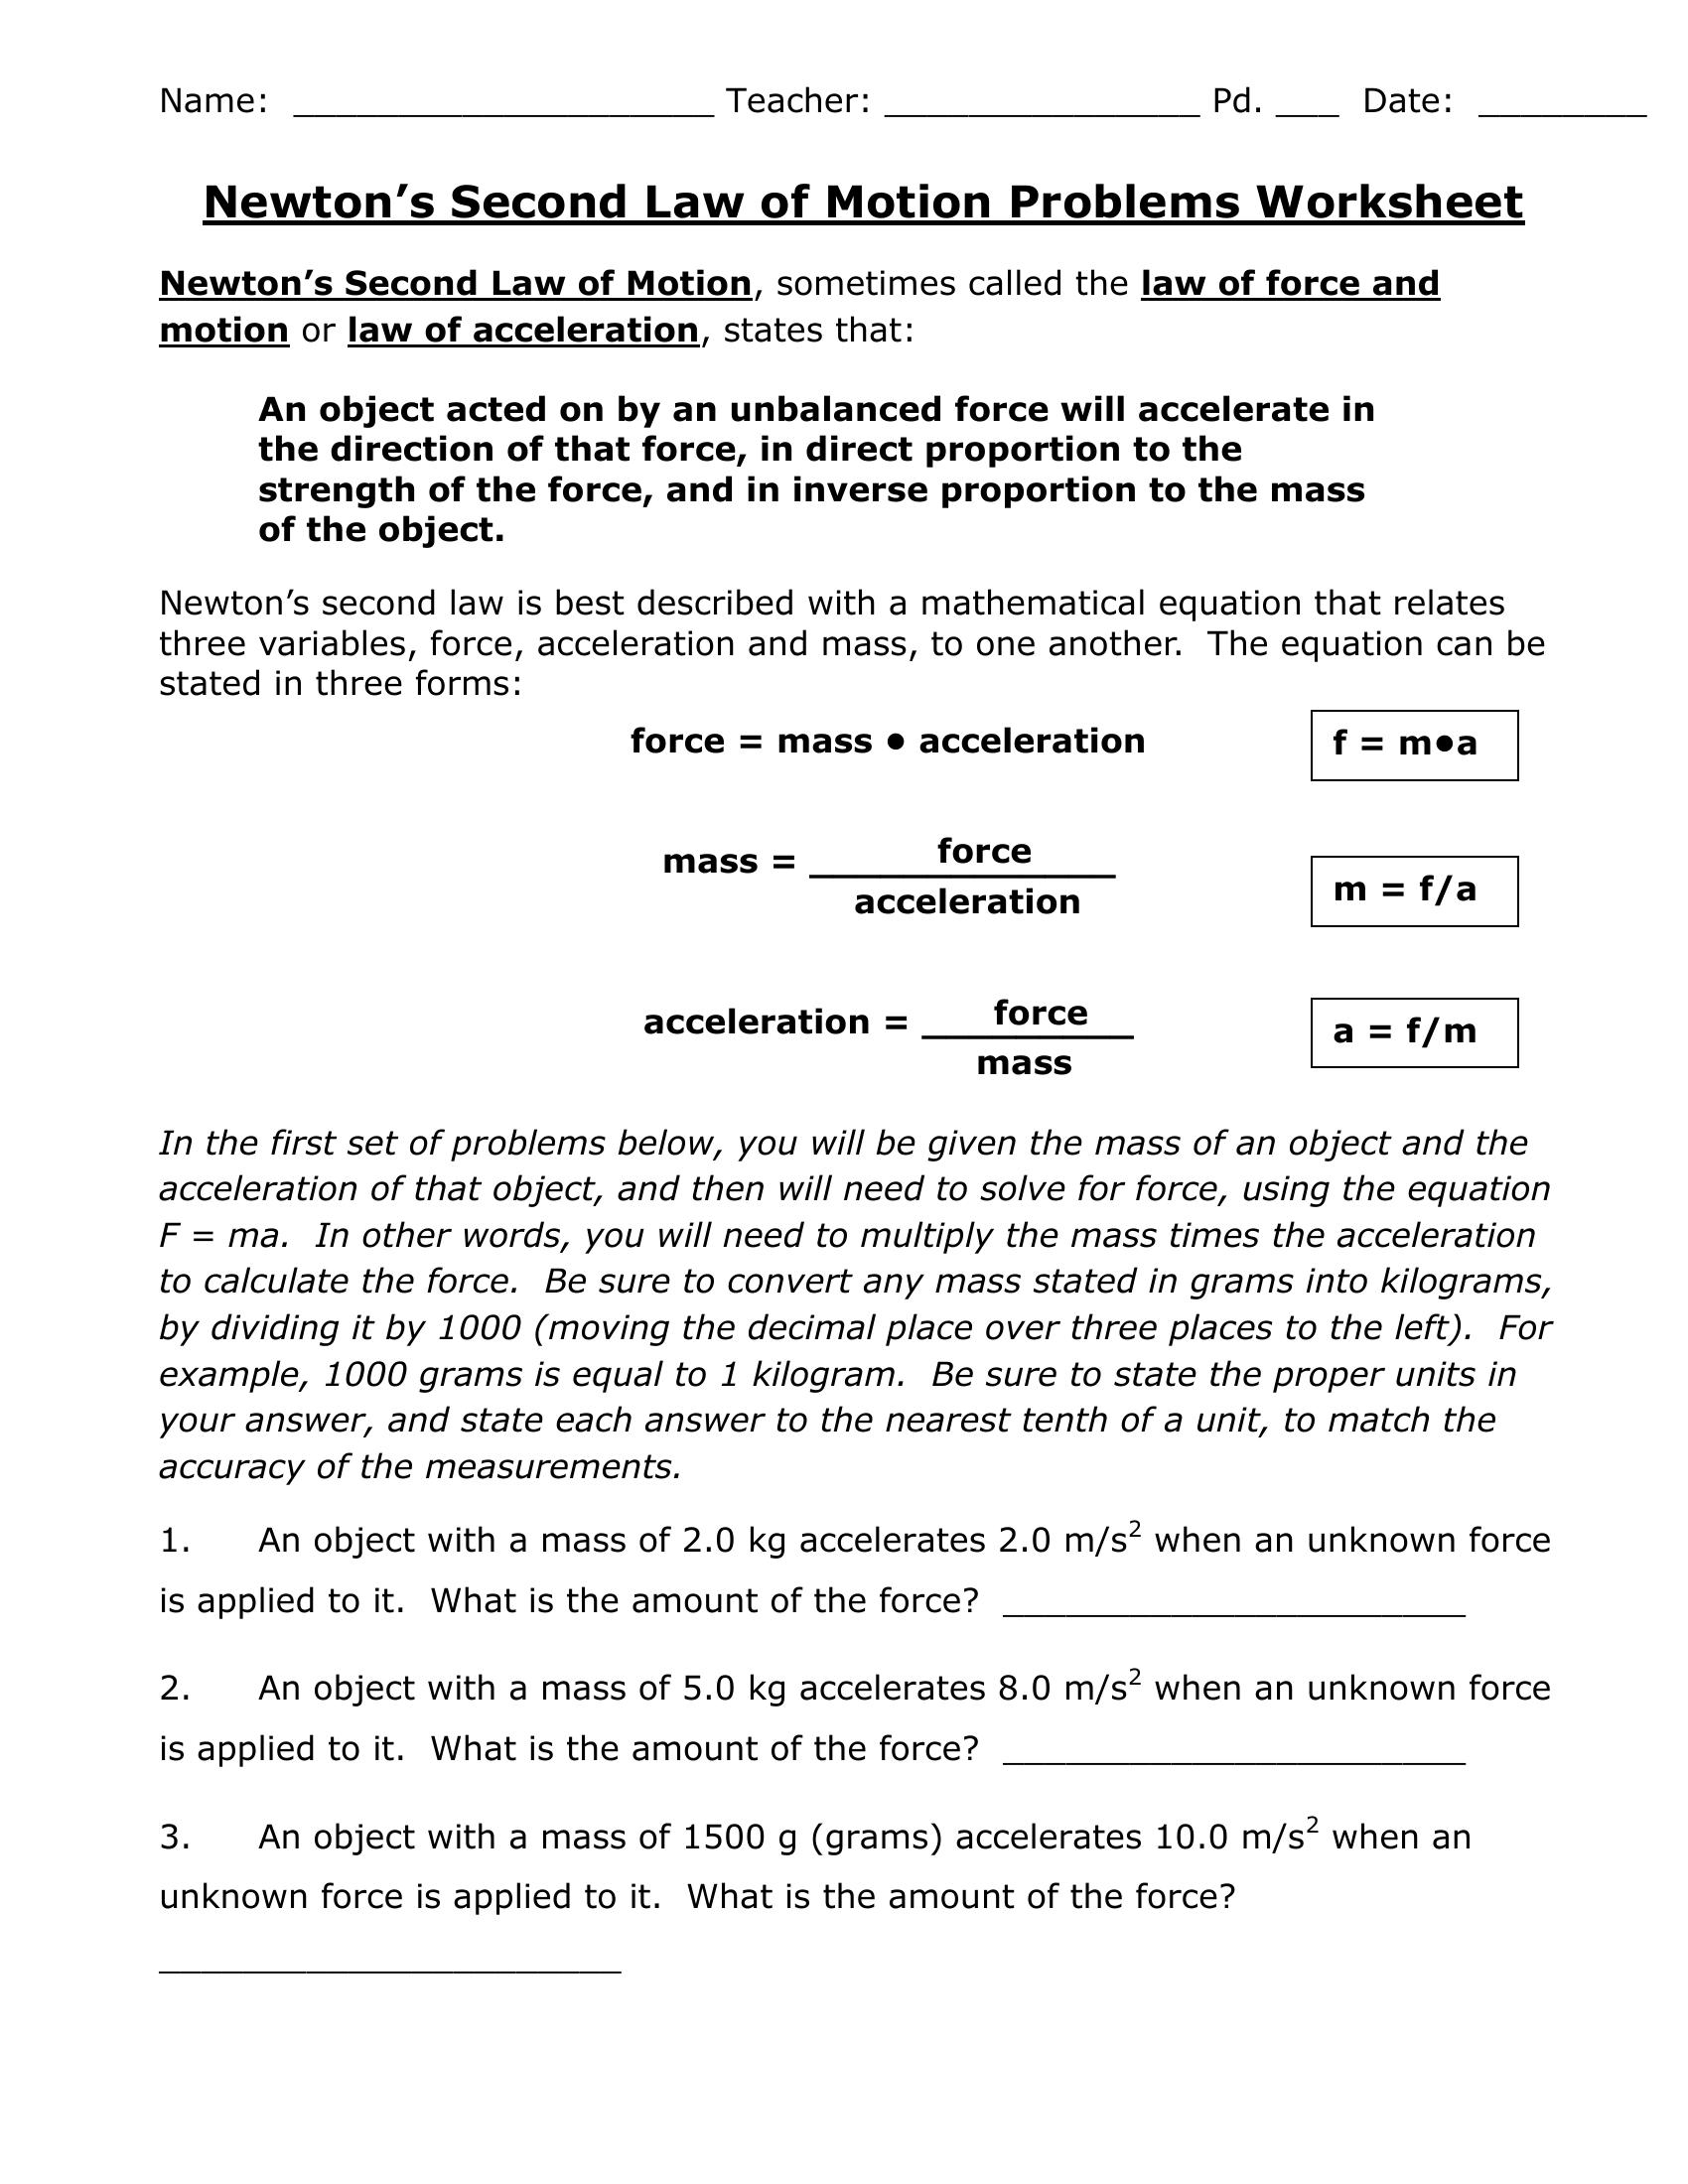 Name: ____________________ Teacher: _______________ Pd. ___ Date: ________
Newton’s Second Law of Motion Problems Worksheet
Newton’s Second Law of Motion, sometimes called the law of force and
motion or law of acceleration, states that:
An object acted on by an unbalanced force will accelerate in
the direction of that force, in direct proportion to the
strength of the force, and in inverse proportion to the mass
of the object.
Newton’s second law is best described with a mathematical equation that relates
three variables, force, acceleration and mass, to one another. The equation can be
stated in three forms:
force = mass • acceleration
f = m•a
mass = force
acceleration
m = f/a
acceleration = force
mass
a = f/m
In the first set of problems below, you will be given the mass of an object and the
acceleration of that object, and then will need to solve for force, using the equation
F = ma. In other words, you will need to multiply the mass times the acceleration
to calculate the force. Be sure to convert any mass stated in grams into kilograms,
by dividing it by 1000 (moving the decimal place over three places to the left). For
example, 1000 grams is equal to 1 kilogram. Be sure to state the proper units in
your answer, and state each answer to the nearest tenth of a unit, to match the
accuracy of the measurements.
1. An object with a mass of 2.0 kg accelerates 2.0 m/s² when an unknown force
is applied to it. What is the amount of the force? ______________________
2. An object with a mass of 5.0 kg accelerates 8.0 m/s² when an unknown force
is applied to it. What is the amount of the force? ______________________
3. An object with a mass of 1500 g (grams) accelerates 10.0 m/s² when an
unknown force is applied to it. What is the amount of the force?
______________________